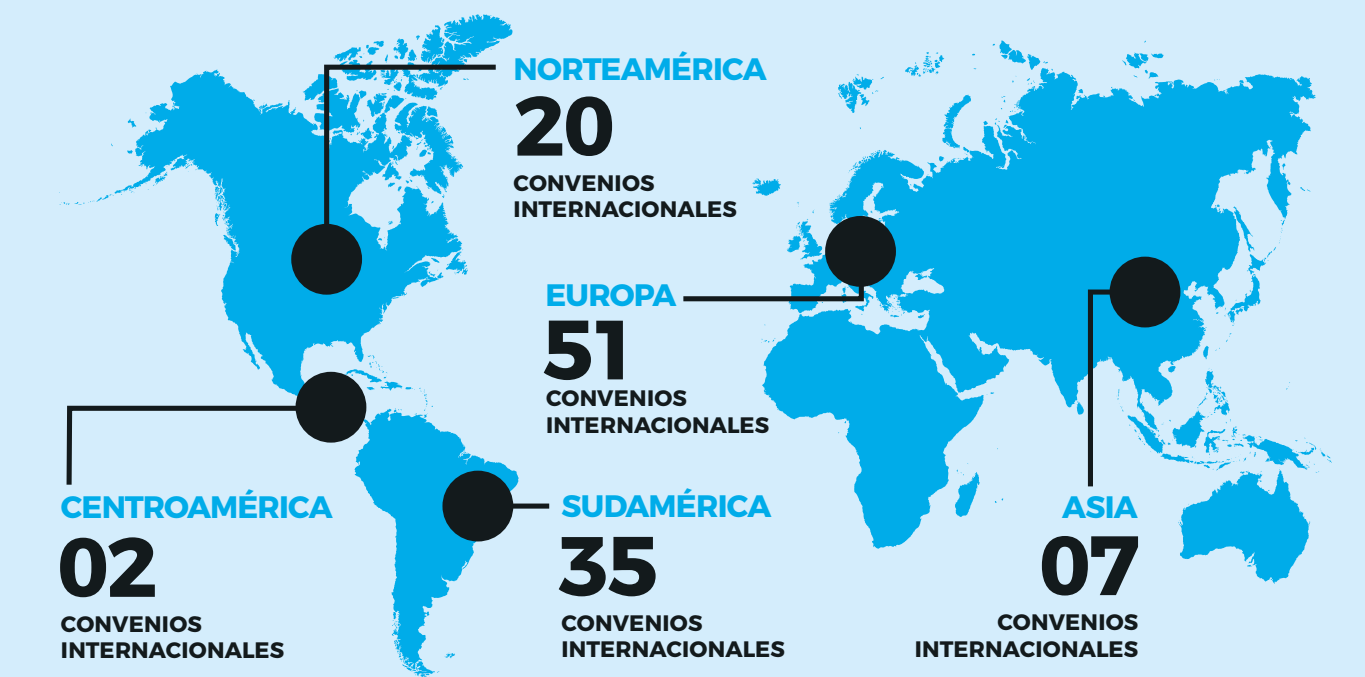 NORTEAMÉRICA
20
CONVENIOS
INTERNACIONALES
EUROPA
51
CONVENIOS
INTERNACIONALES
CENTROAMÉRICA
02
CONVENIOS
INTERNACIONALES
SUDAMÉRICA
35
CONVENIOS
INTERNACIONALES
ASIA
07
CONVENIOS
INTERNACIONALES